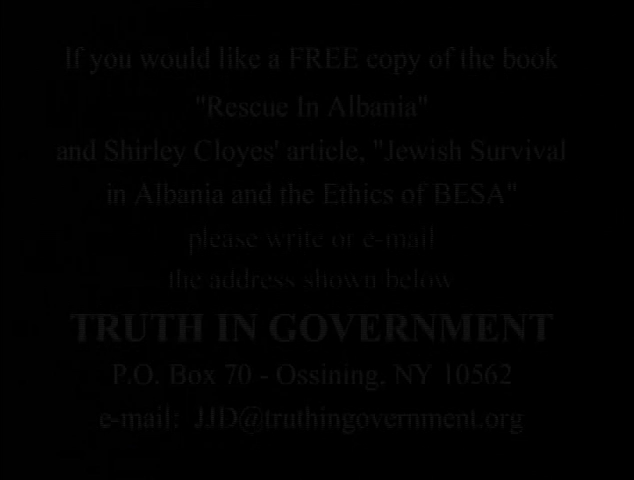 If you would like a FREE copy of the book
"Rescue In Albania"
and Shirley Cloyes' article, "Jewish Survival
in Albania and the Ethics of BESA"
please write or e-mail
the address shown below
TRUTH IN GOVERNMENT
P.O. Box 70 - Ossining, NY 10562
e-mail: JJD@truthingovernment.org